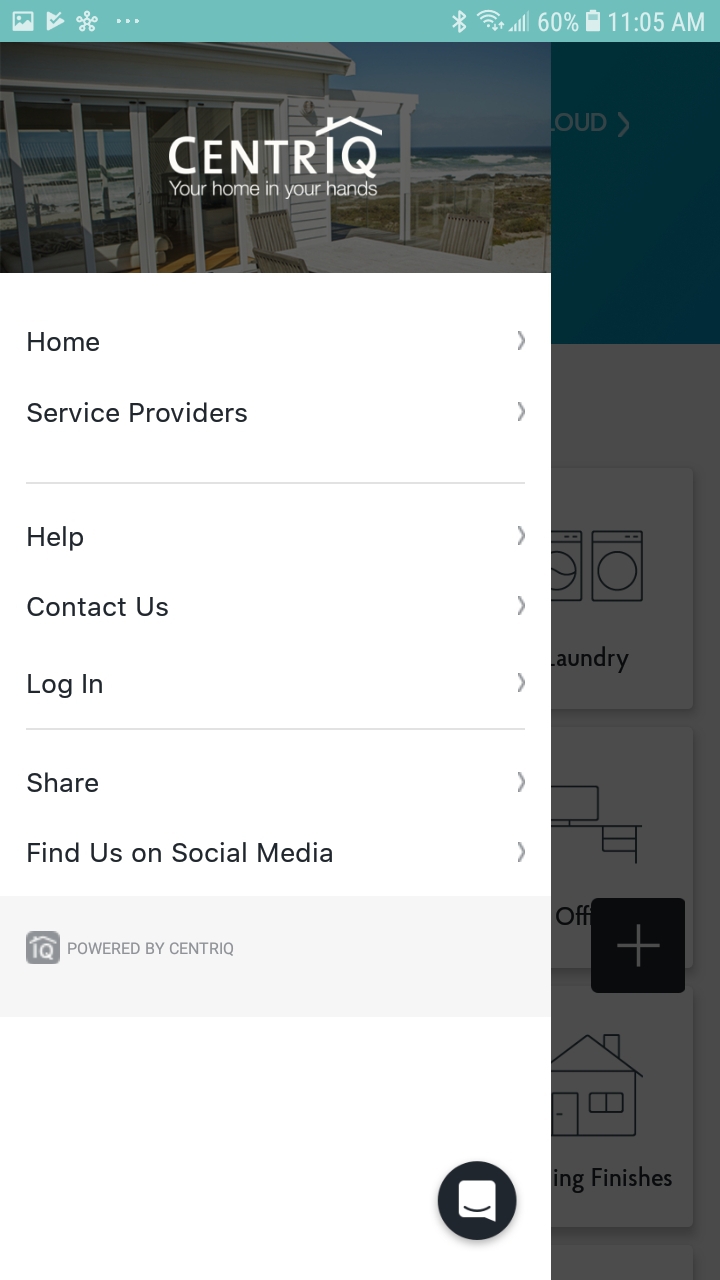 60% 11:05 AM
CENTRIQ
Your home in your hands
LOUD
Home
Service Providers
Help
Contact Us
Log In
Share
Find Us on Social Media
iQ POWERED BY CENTRIQ
Laundry
Off
ing Finishes